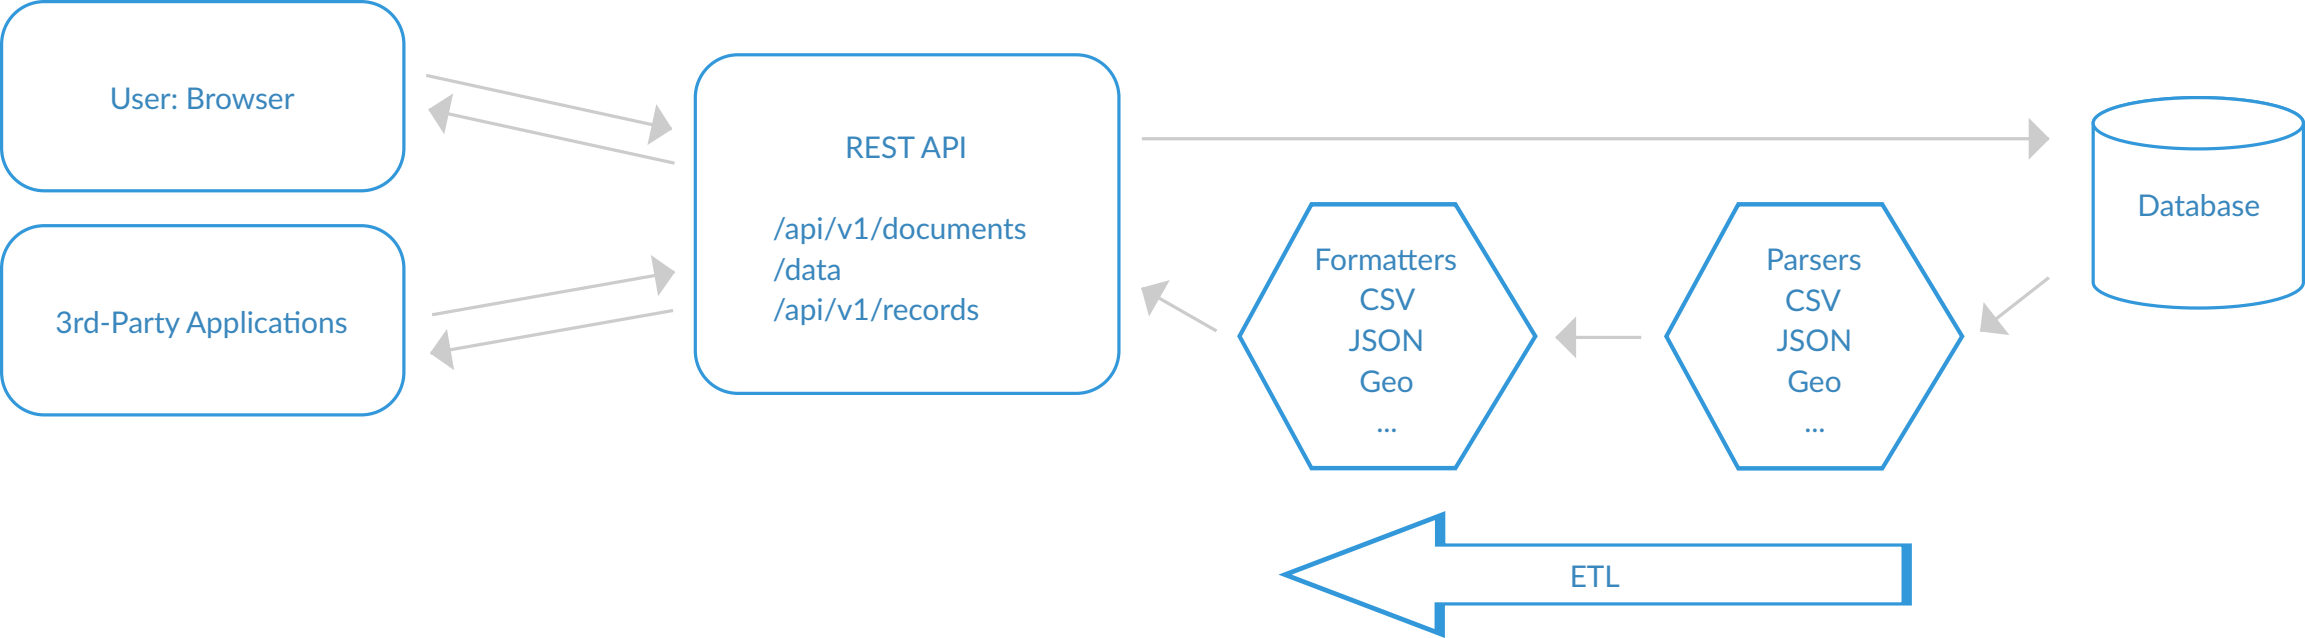 User: Browser
3rd-Party Applications
REST API
/api/v1/documents
/data
/api/v1/records
Formatters
CSV
JSON
Geo
...
Parsers
CSV
JSON
Geo
...
Database
ETL